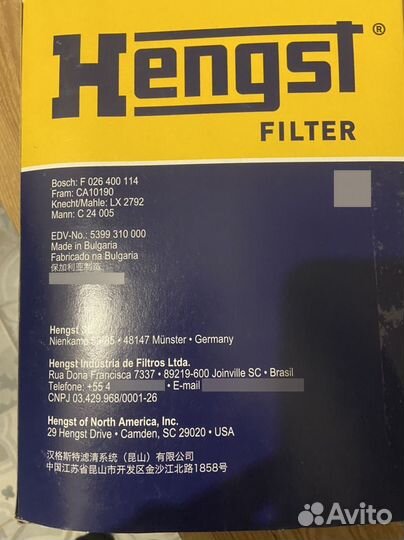 Hengst®
FILTER
Bosch: F 026 400 114
Fram: CA10190
Knecht/Mahle: LX 2792
Mann: C 24 005
EDV-No.: 5399 310 000
Made in Bulgaria
Fabricado na Bulgaria
保加利亚制造
Hengst SE
Nienkamp 55-85 • 48147 Münster • Germany
Hengst Indústria de Filtros Ltda.
Rua Dona Francisca 7337 • 89219-600 Joinville SC • Brasil
Telefone: +55 4 • E-mail
CNPJ 03.429.968/0001-26
Hengst of North America, Inc.
29 Hengst Drive • Camden, SC 29020 • USA
汉格斯特滤清系统（昆山）有限公司
中国江苏省昆山市开发区金沙江北路1858号
Avito